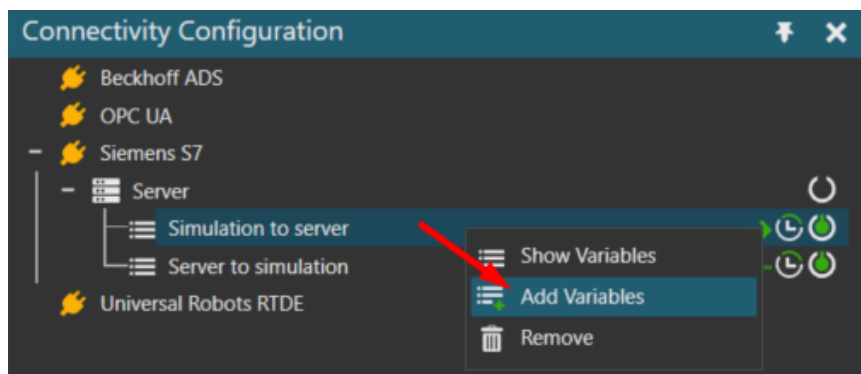 Connectivity Configuration
Beckhoff ADS
OPC UA
Siemens S7
Server
Simulation to server
Show Variables
Server to simulation
Add Variables
Universal Robots RTDE
Remove